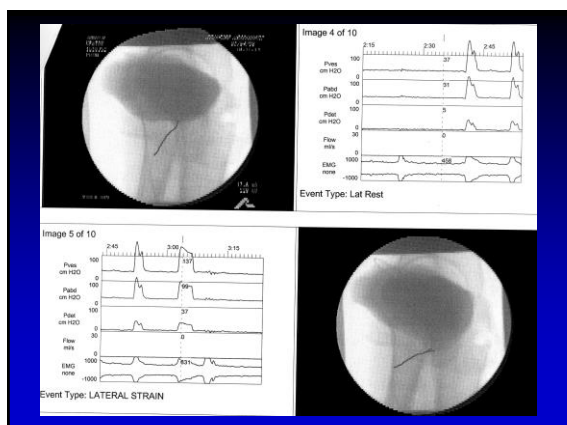 Image 4 of 10
2:15 2:30 2:45
100 37
Pves
cm H2O
0
100 51
Pabd
cm H2O
0
100 5
Pdet
cm H2O
0
30 0
Flow
ml/s
0
1000 456
EMG
none
-1000
Event Type: Lat Rest
Image 5 of 10
2:45 3:00 3:15
100 137
Pves
cm H2O
0
100 99
Pabd
cm H2O
0
100 37
Pdet
cm H2O
0
30 0
Flow
ml/s
0
1000 631
EMG
none
-1000
Event Type: LATERAL STRAIN